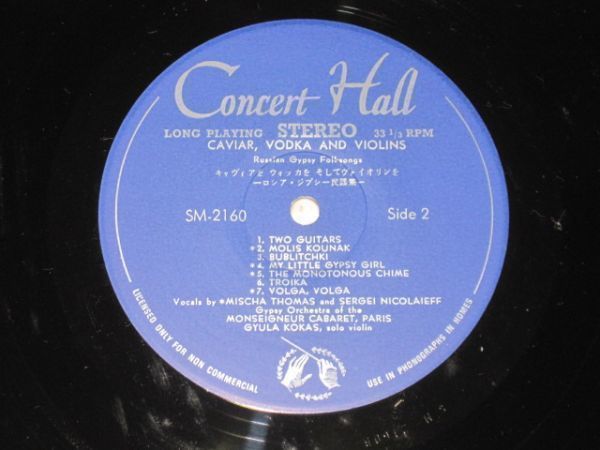 Concert Hall
LONG PLAYING STEREO 33 1/3 RPM
CAVIAR, VODKA AND VIOLINS
Russian Gypsy Folksongs
キャヴィアと ウォッカを そしてヴァイオリンを
—ロシア・ジプシー民謡集—
SM-2160 Side 2
1. TWO GUITARS
*2. MOLIS KOUNAK
3. BUBLITCHKI
*4. MY LITTLE GYPSY GIRL
*5. THE MONOTONOUS CHIME
6. TROIKA
*7. VOLGA, VOLGA
Vocals by *MISCHA THOMAS and SERGEI NICOLAIEFF
Gypsy Orchestra of the
MONSEIGNEUR CABARET, PARIS
GYULA KOKAS, solo violin
LICENSED ONLY FOR NON COMMERCIAL
USE IN PHONOGRAPHS IN HOMES